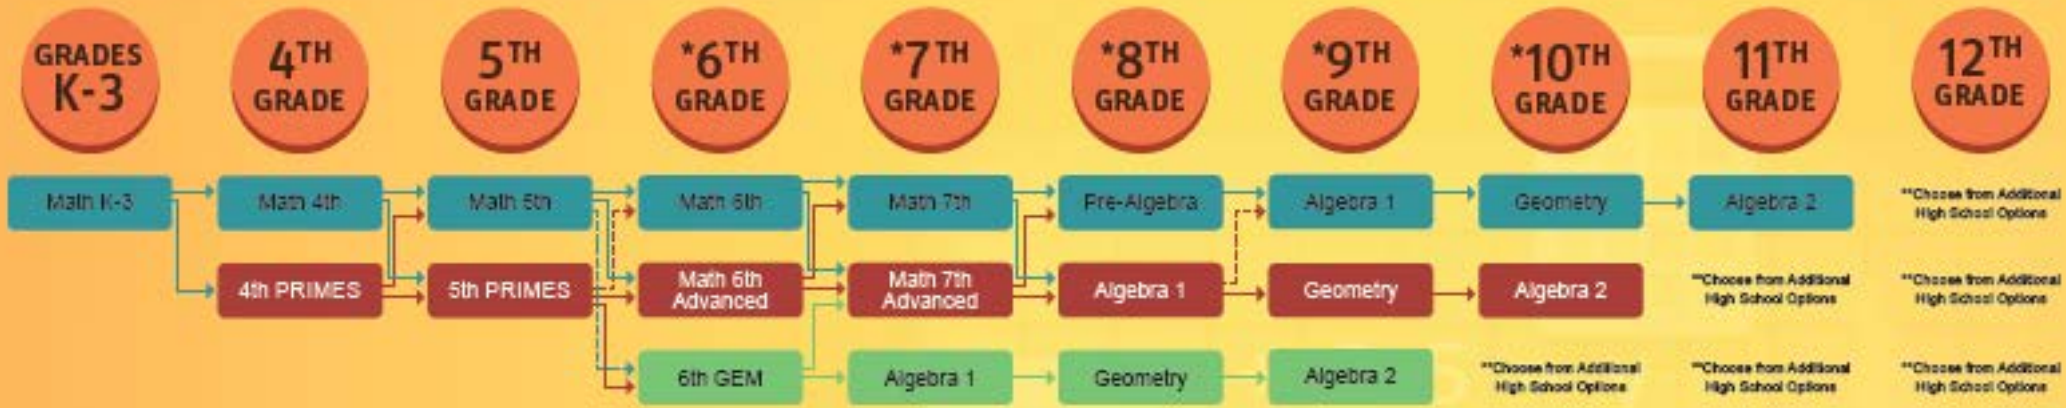 GRADES
K-3
4TH
GRADE
5TH
GRADE
*6TH
GRADE
*7TH
GRADE
*8TH
GRADE
*9TH
GRADE
*10TH
GRADE
11TH
GRADE
12TH
GRADE
Math K-3
Math 4th
Math 5th
Math 6th
Math 7th
Pre-Algebra
Algebra 1
Geometry
Algebra 2
**Choose from Additional
High School Options
4th PRIMES
5th PRIMES
Math 6th
Advanced
Math 7th
Advanced
Algebra 1
Geometry
Algebra 2
**Choose from Additional
High School Options
**Choose from Additional
High School Options
6th GEM
Algebra 1
Geometry
Algebra 2
**Choose from Additional
High School Options
**Choose from Additional
High School Options
**Choose from Additional
High School Options